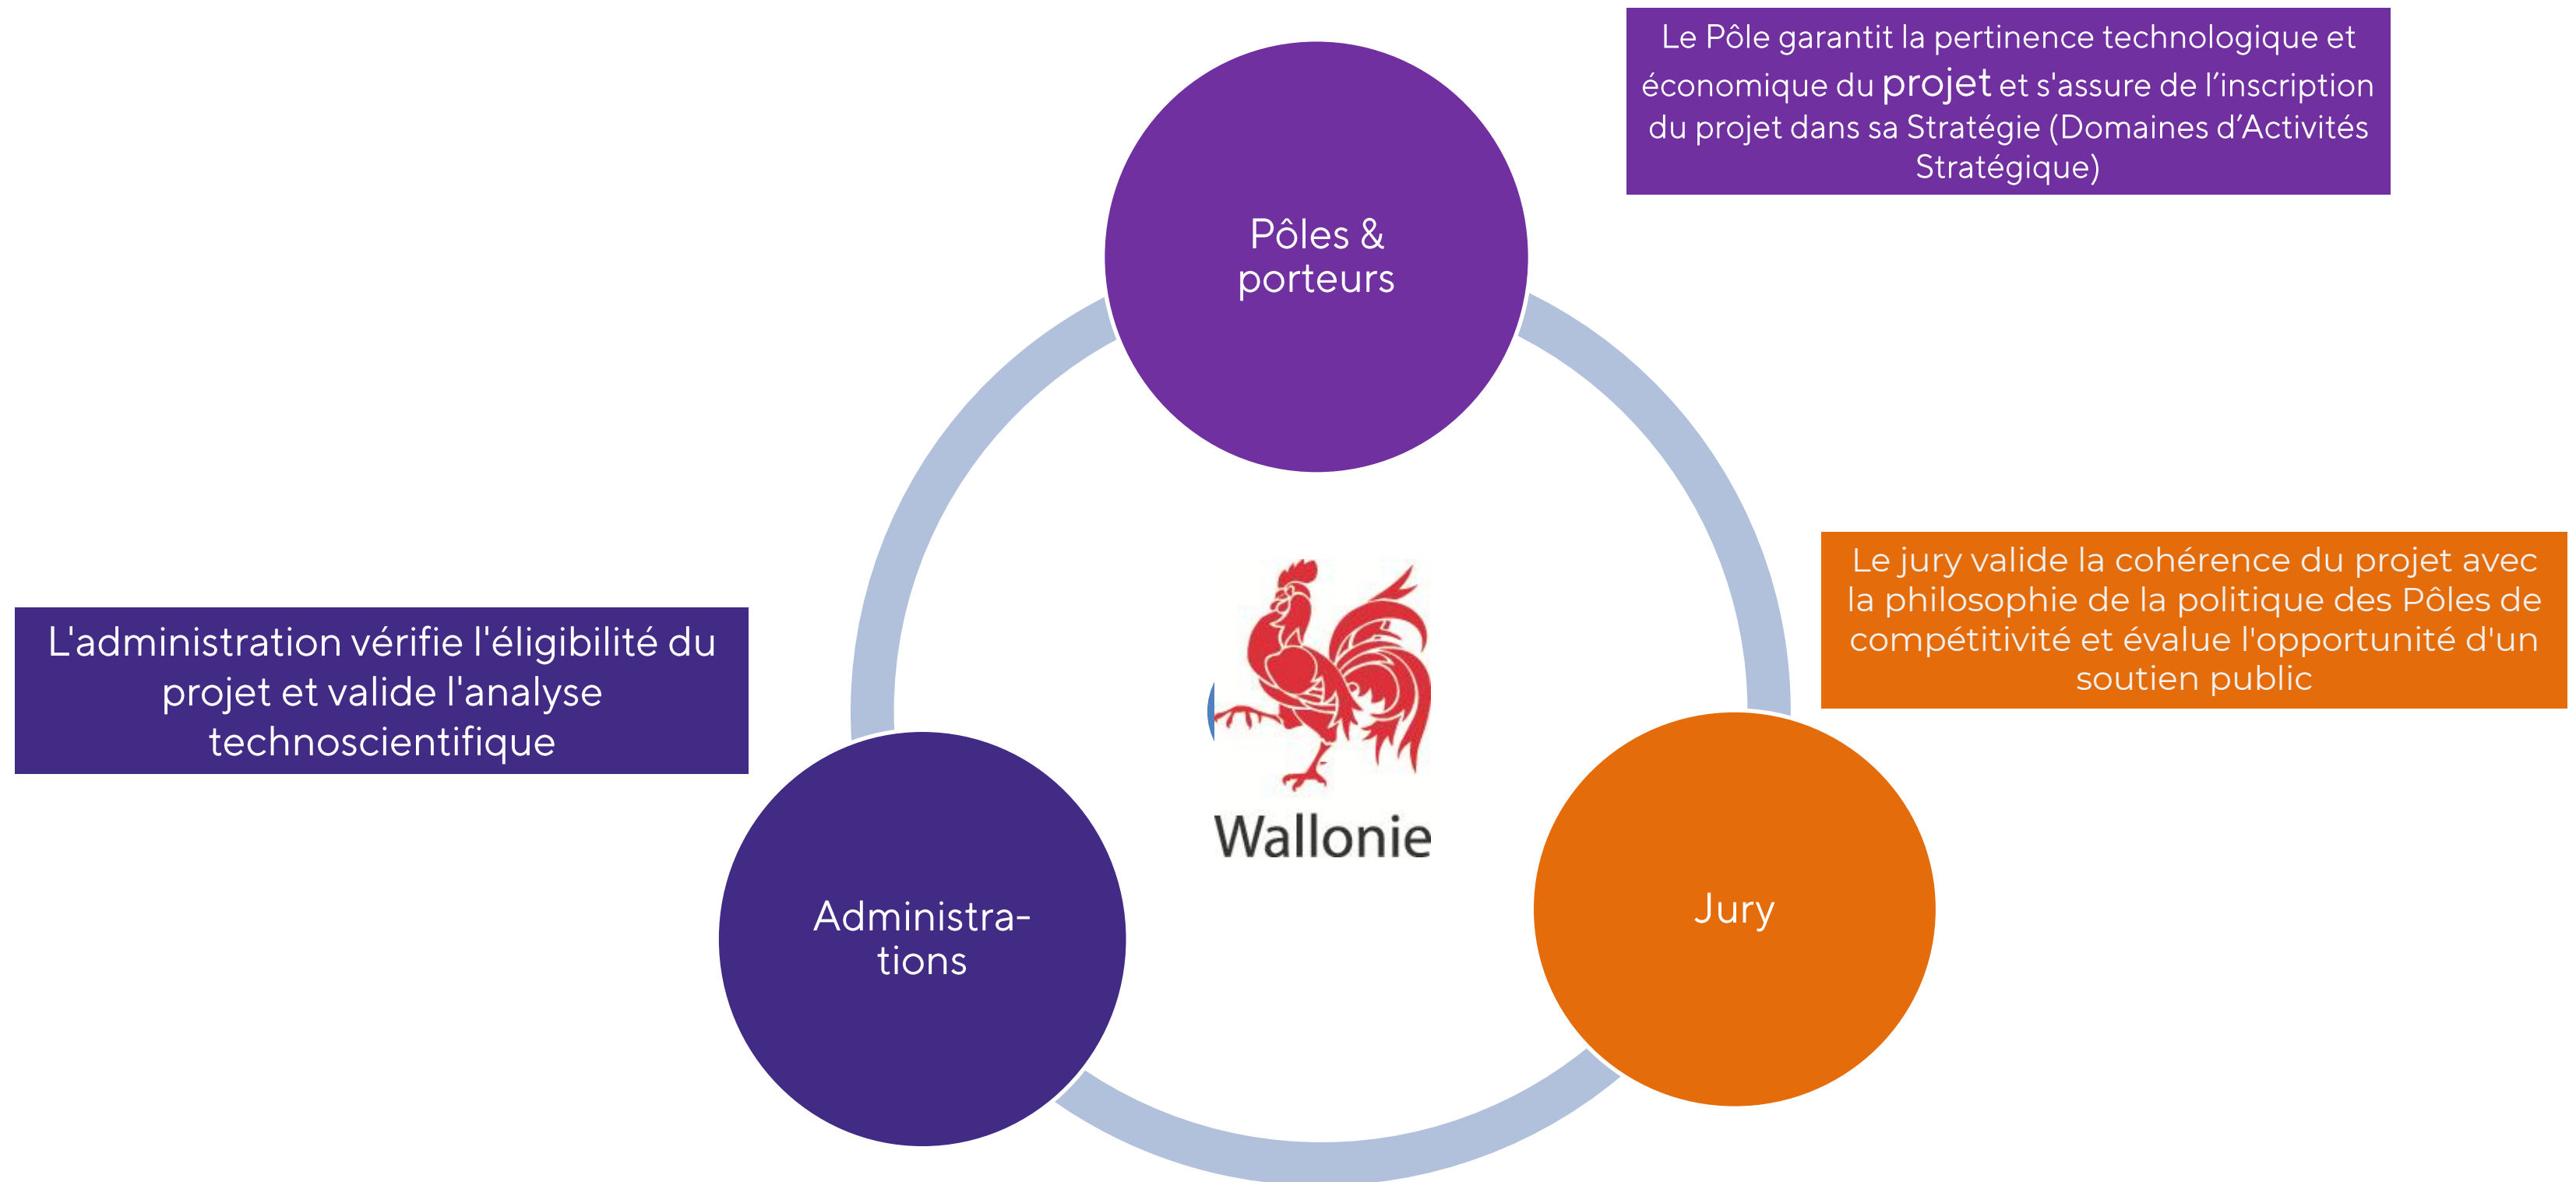 Le Pôle garantit la pertinence technologique et
économique du projet et s'assure de l’inscription
du projet dans sa Stratégie (Domaines d’Activités
Stratégique)
Pôles &
porteurs
Le jury valide la cohérence du projet avec
la philosophie de la politique des Pôles de
compétitivité et évalue l'opportunité d'un
soutien public
L'administration vérifie l'éligibilité du
projet et valide l'analyse
technoscientifique
Wallonie
Administra-
tions
Jury